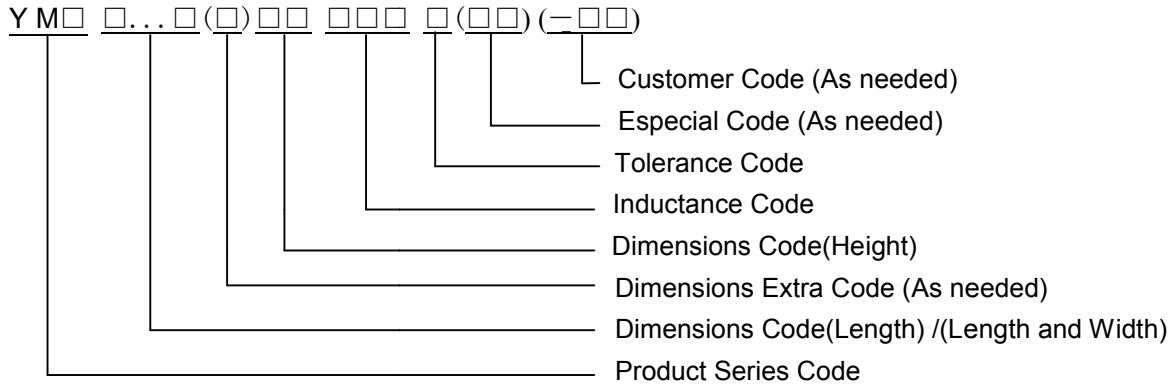 YM□ □...□(□)□□ □□□ □(□□)(-□□)
Customer Code (As needed)
Especial Code (As needed)
Tolerance Code
Inductance Code
Dimensions Code(Height)
Dimensions Extra Code (As needed)
Dimensions Code(Length) /(Length and Width)
Product Series Code